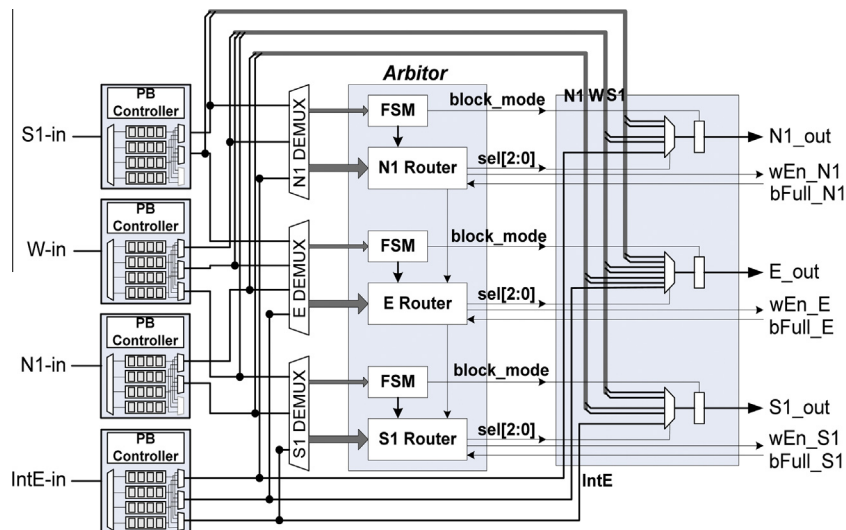 Arbitor
N1 W S1
PB
Controller
S1-in
N1 DEMUX
FSM
block_mode
N1 Router
sel[2:0]
N1_out
wEn_N1
bFull_N1
PB
Controller
W-in
E DEMUX
FSM
block_mode
E Router
sel[2:0]
E_out
wEn_E
bFull_E
PB
Controller
N1-in
S1 DEMUX
FSM
block_mode
S1 Router
sel[2:0]
S1_out
wEn_S1
bFull_S1
PB
Controller
IntE-in
IntE